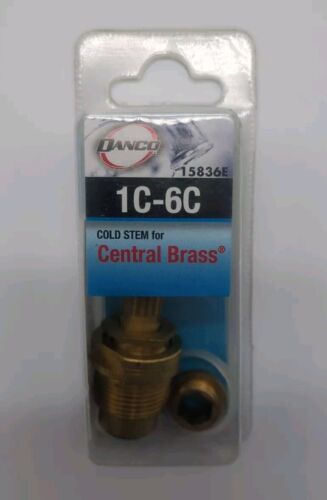 DANCO
15836E
1C-6C
COLD STEM for
Central Brass®